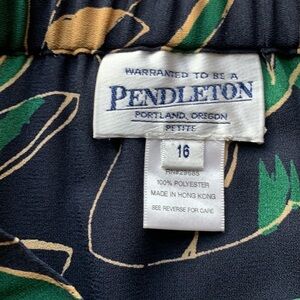 WARRANTED TO BE A
PENDLETON
PORTLAND, OREGON
PETITE
16
100% POLYESTER
MADE IN HONG KONG
SEE REVERSE FOR CARE